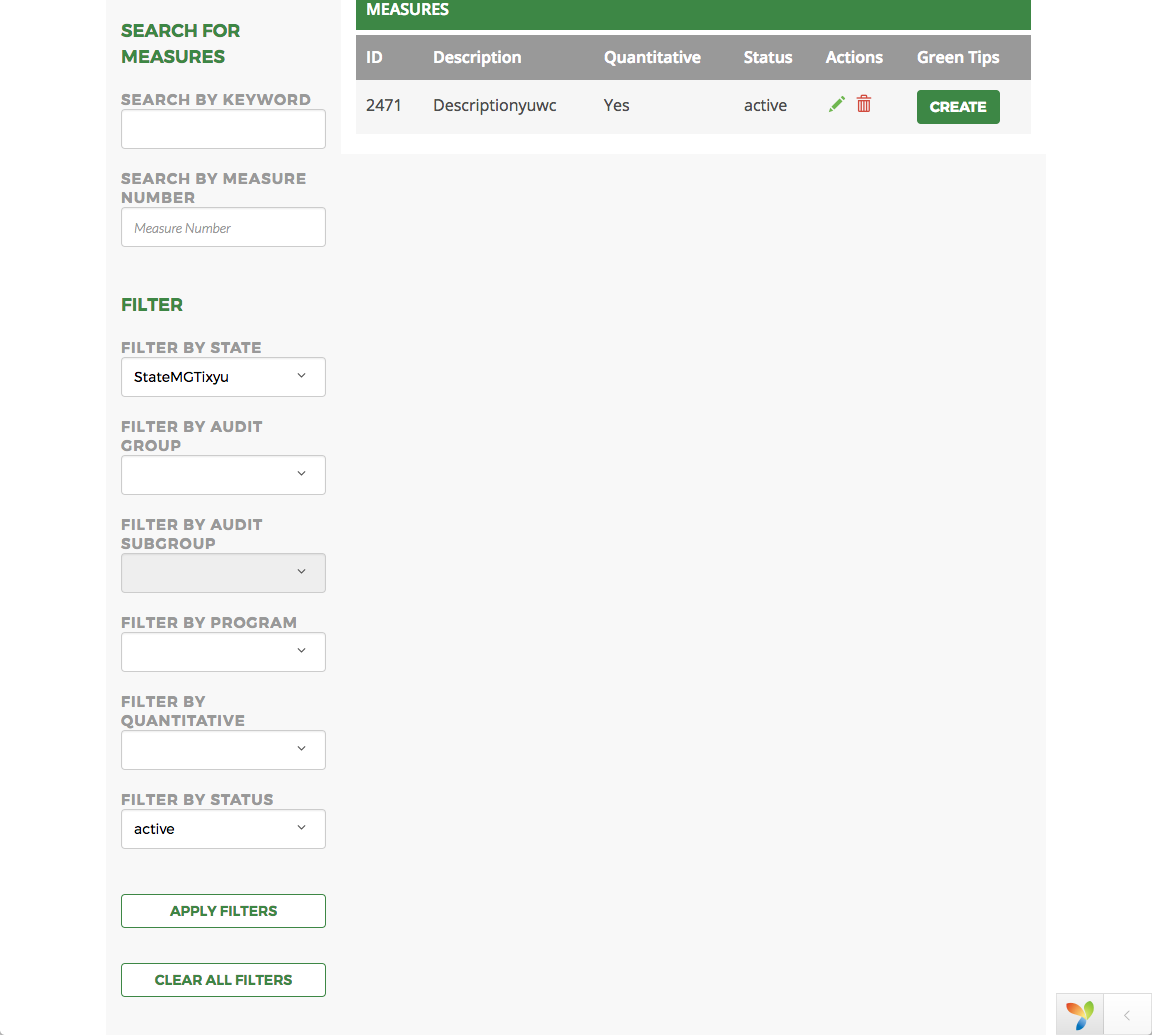 SEARCH FOR
MEASURES
SEARCH BY KEYWORD
SEARCH BY MEASURE
NUMBER
Measure Number
FILTER
FILTER BY STATE
StateMGTixyu
FILTER BY AUDIT
GROUP
FILTER BY AUDIT
SUBGROUP
FILTER BY PROGRAM
FILTER BY
QUANTITATIVE
FILTER BY STATUS
active
APPLY FILTERS
CLEAR ALL FILTERS
MEASURES
ID Description Quantitative Status Actions Green Tips
2471 Descriptionyuwc Yes active CREATE